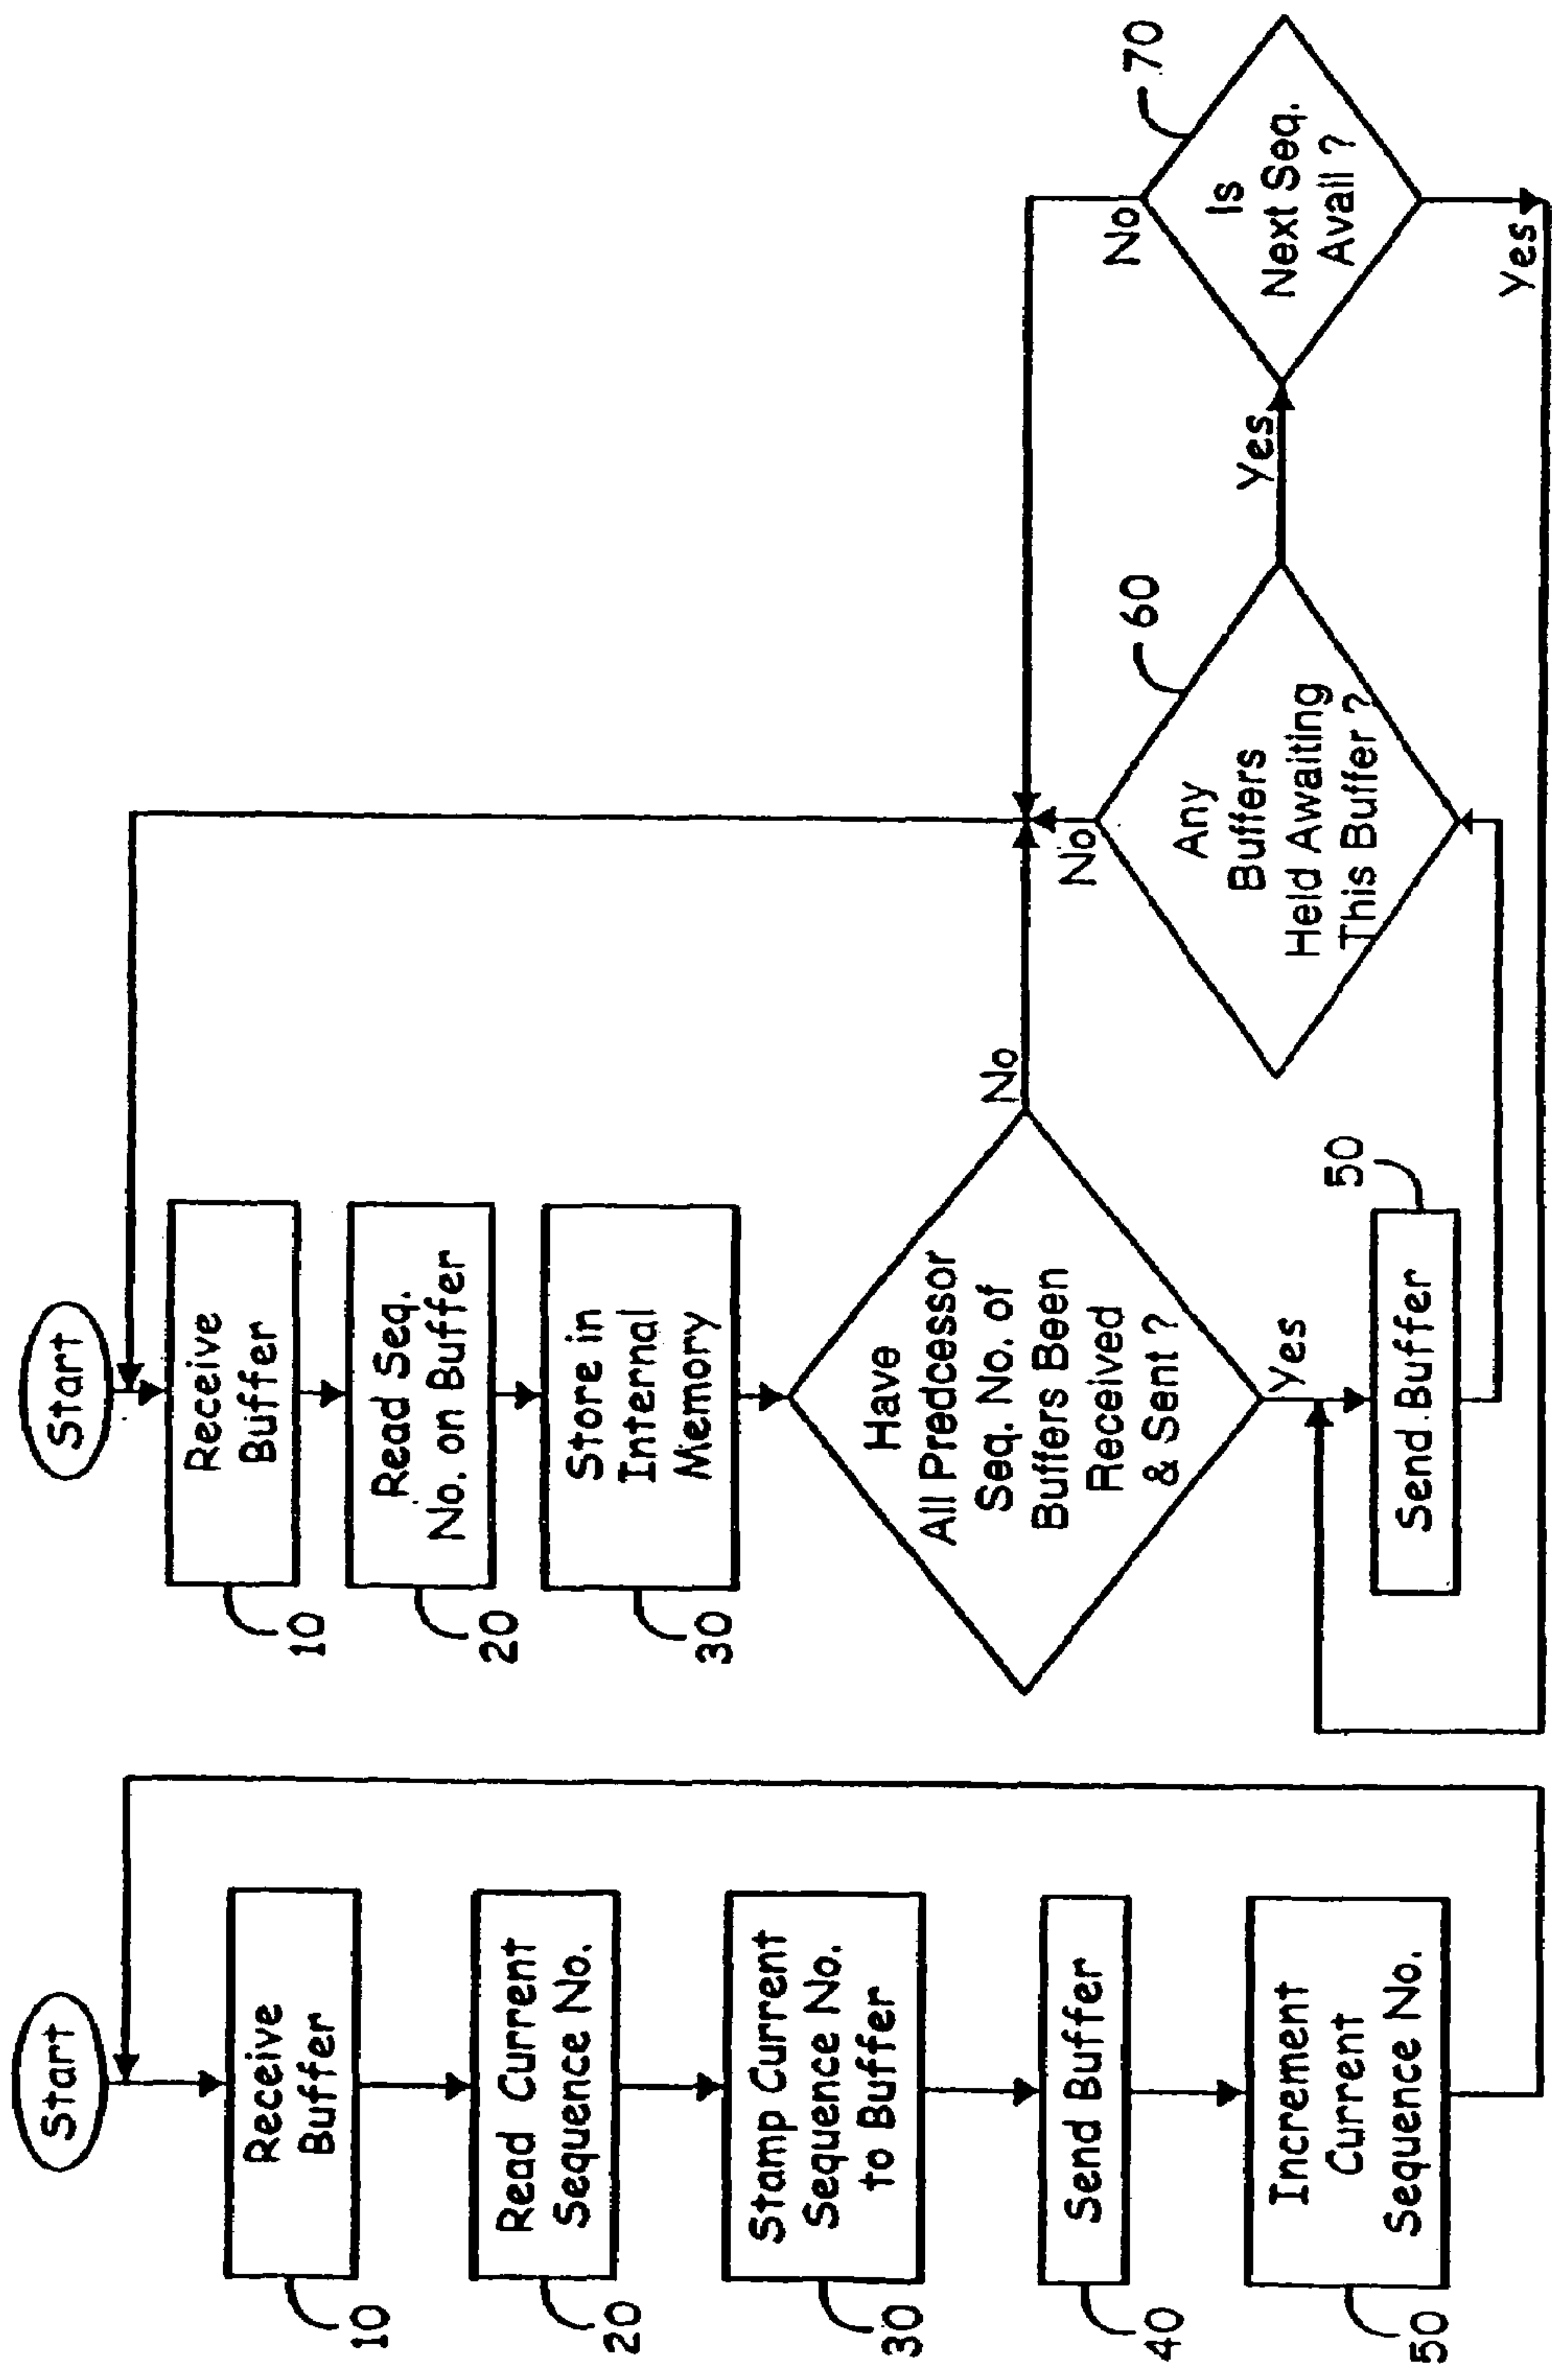 Start
Receive
Buffer
10
Read Current
Sequence No.
20
Stamp Current
Sequence No.
to Buffer
30
Send Buffer
40
Increment
Current
Sequence No.
50
Start
Receive
Buffer
10
Read Seq.
No. on Buffer
20
Store in
Internal
Memory
30
Have
All Predcessor
Seq. No. of
Buffers Been
Received
& Sent ?
No
Yes
Send Buffer
50
Any
Buffers
Held Awaiting
This Buffer ?
60
No
Yes
Is
Next Seq.
Avail ?
70
No
Yes